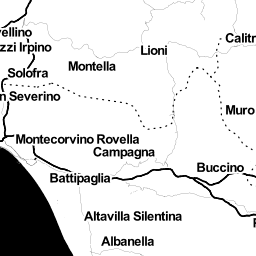 vellino
Calitr
zzi Irpino
Lioni
Montella
Solofra
n Severino
Muro
Montecorvino Rovella
Campagna
Buccino
Battipaglia
Altavilla Silentina
Albanella